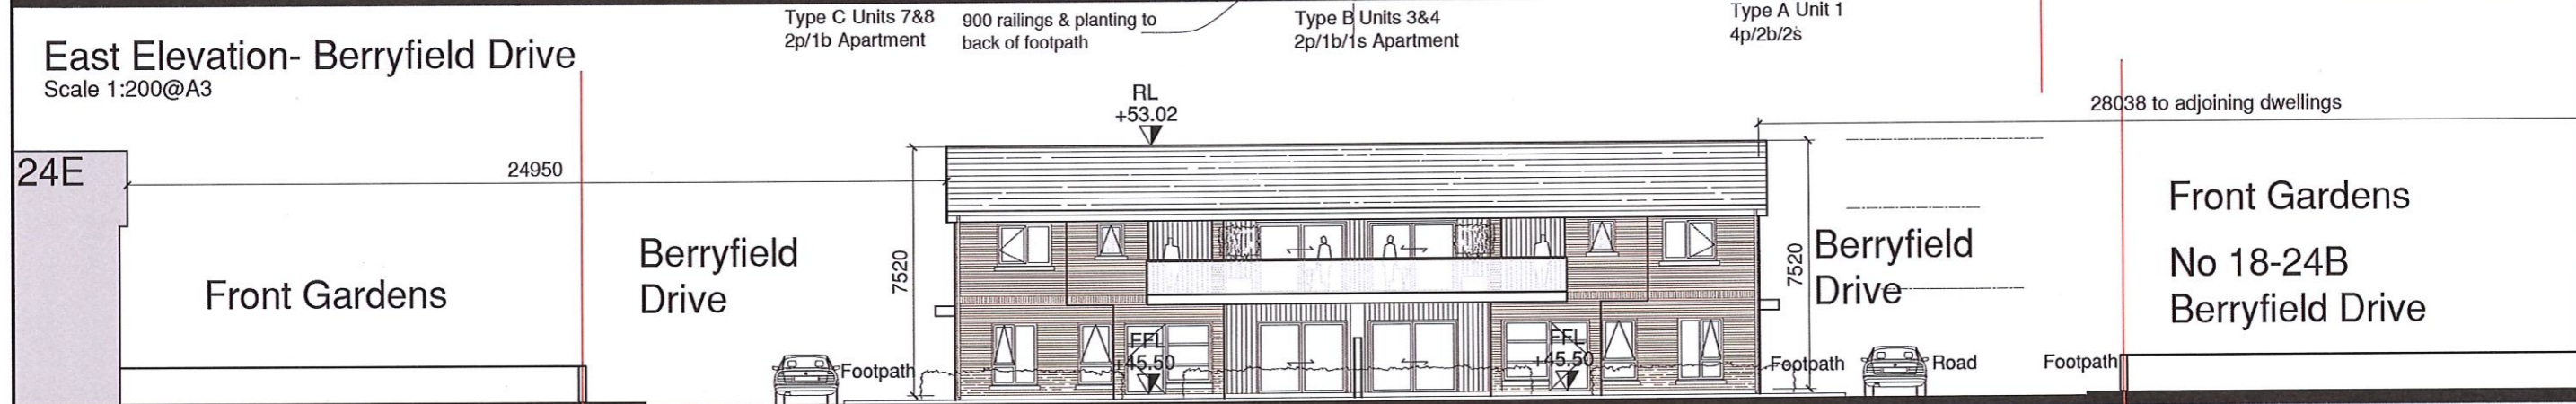 Type C Units 7&8
2p/1b Apartment
900 railings & planting to
back of footpath
Type B Units 3&4
2p/1b/1s Apartment
Type A Unit 1
4p/2b/2s
East Elevation- Berryfield Drive
Scale 1:200@A3
RL
+53.02
28038 to adjoining dwellings
24E
24950
Front Gardens
Berryfield
Drive
7520
7520
Berryfield
Drive
Front Gardens
No 18-24B
Berryfield Drive
FFL
+45.50
FFL
+45.50
Footpath
Footpath
Road
Footpath